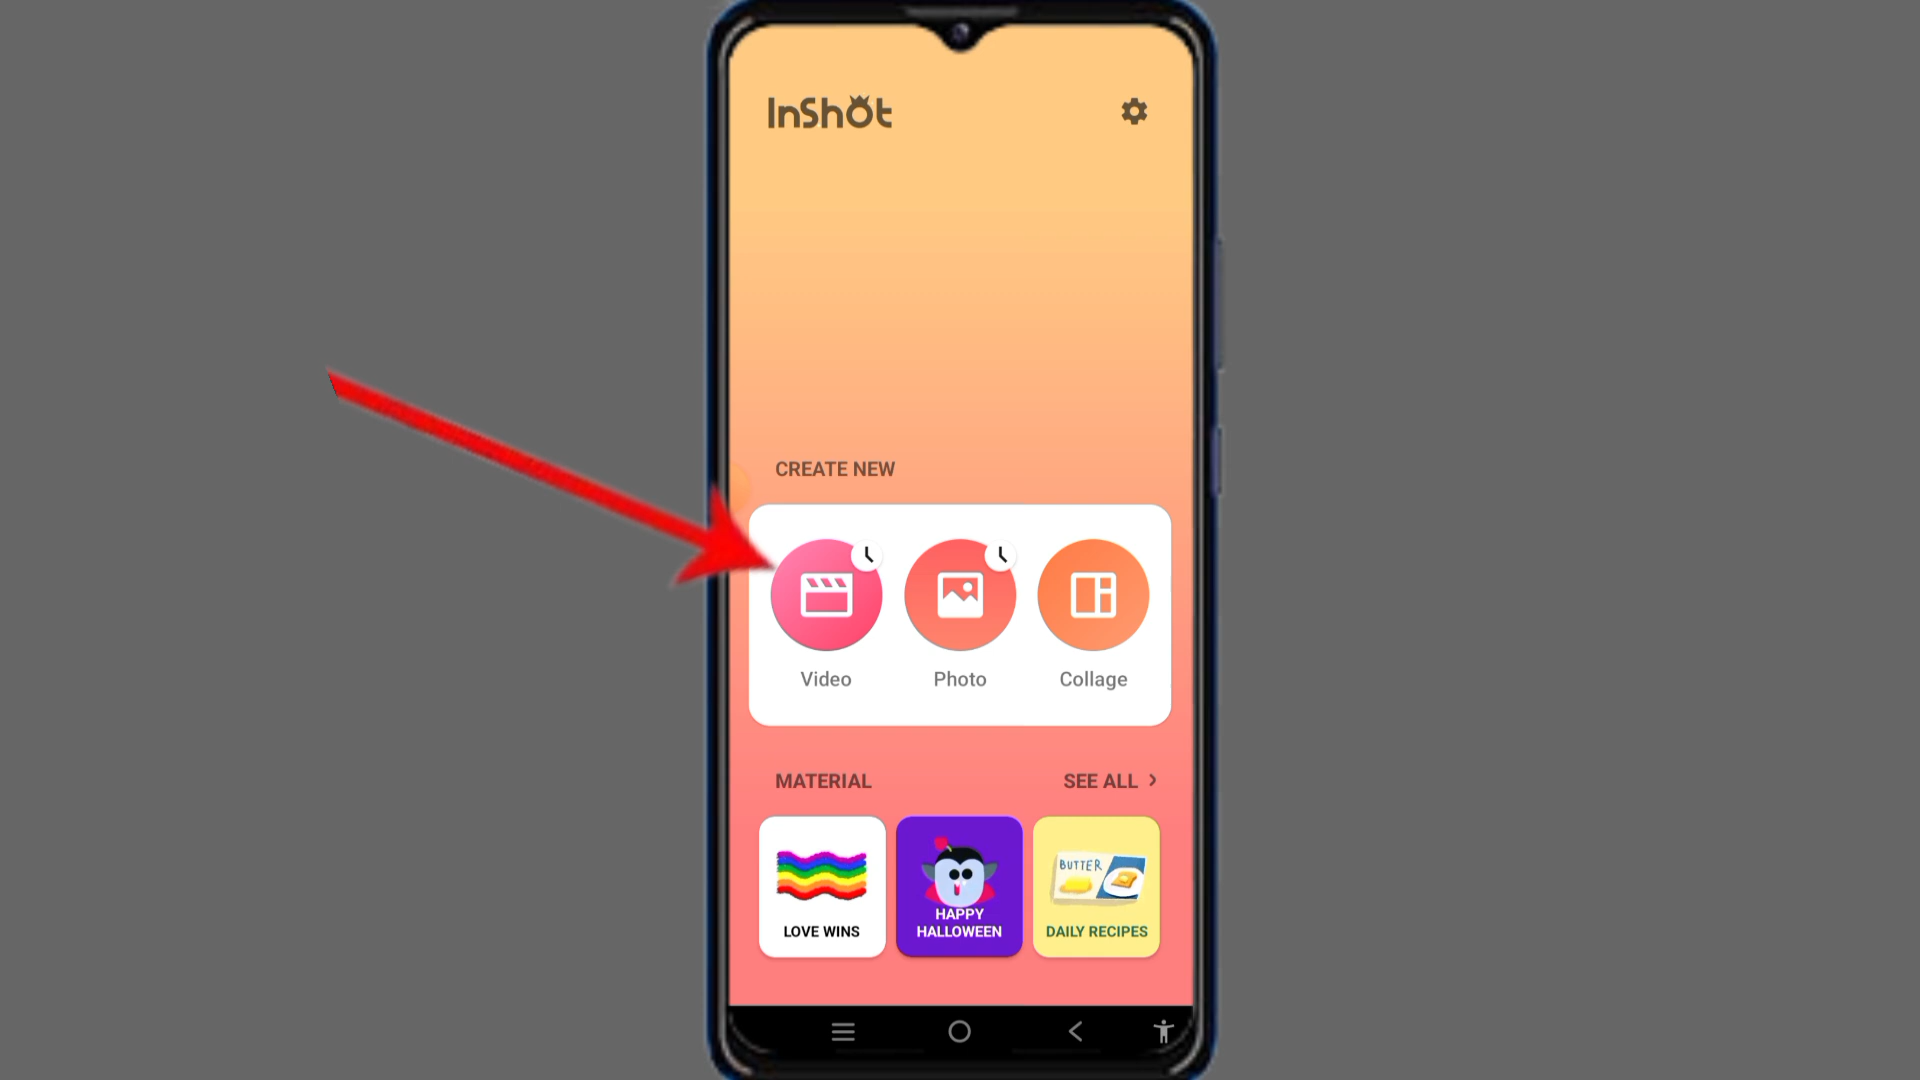 InShot
CREATE NEW
Video Photo Collage
MATERIAL SEE ALL >
BUTTER
LOVE WINS
HAPPY
HALLOWEEN
DAILY RECIPES